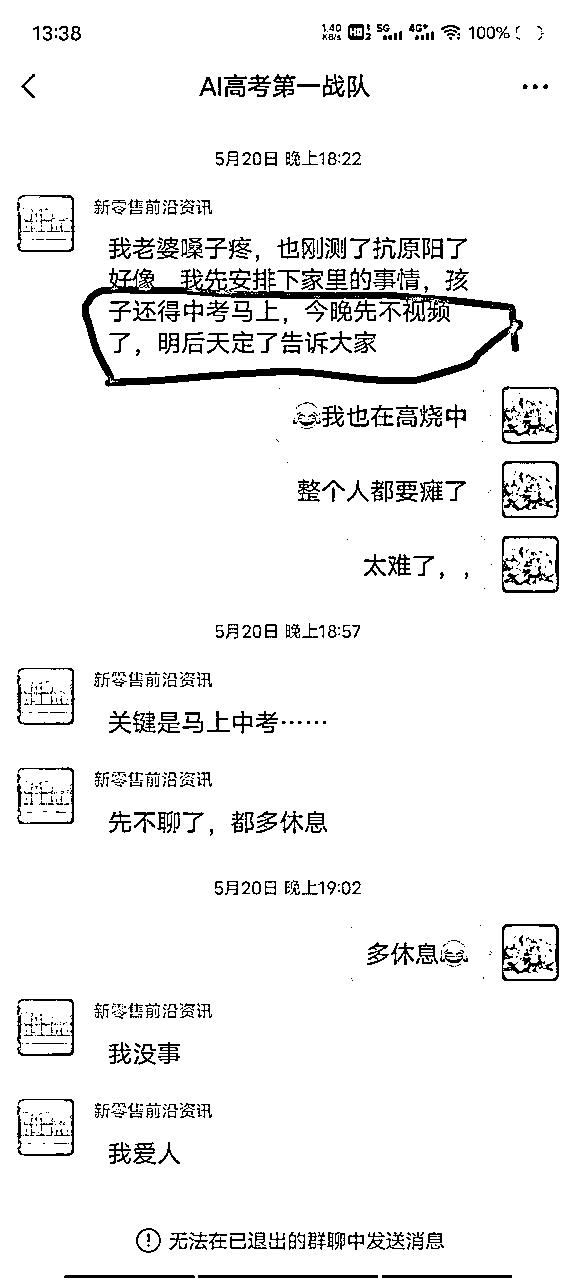 13:38
1.40 KB/s HD 1 2 5G 4G+ 100%
AI高考第一战队
5月20日 晚上18:22
新零售前沿资讯
我老婆嗓子疼，也刚测了抗原阳了
好像 我先安排下家里的事情，孩
子还得中考马上，今晚先不视频
了，明后天定了告诉大家
😂我也在高烧中
整个人都要瘫了
太难了，，
5月20日 晚上18:57
新零售前沿资讯
关键是马上中考……
新零售前沿资讯
先不聊了，都多休息
5月20日 晚上19:02
多休息😂
新零售前沿资讯
我没事
新零售前沿资讯
我爱人
无法在已退出的群聊中发送消息